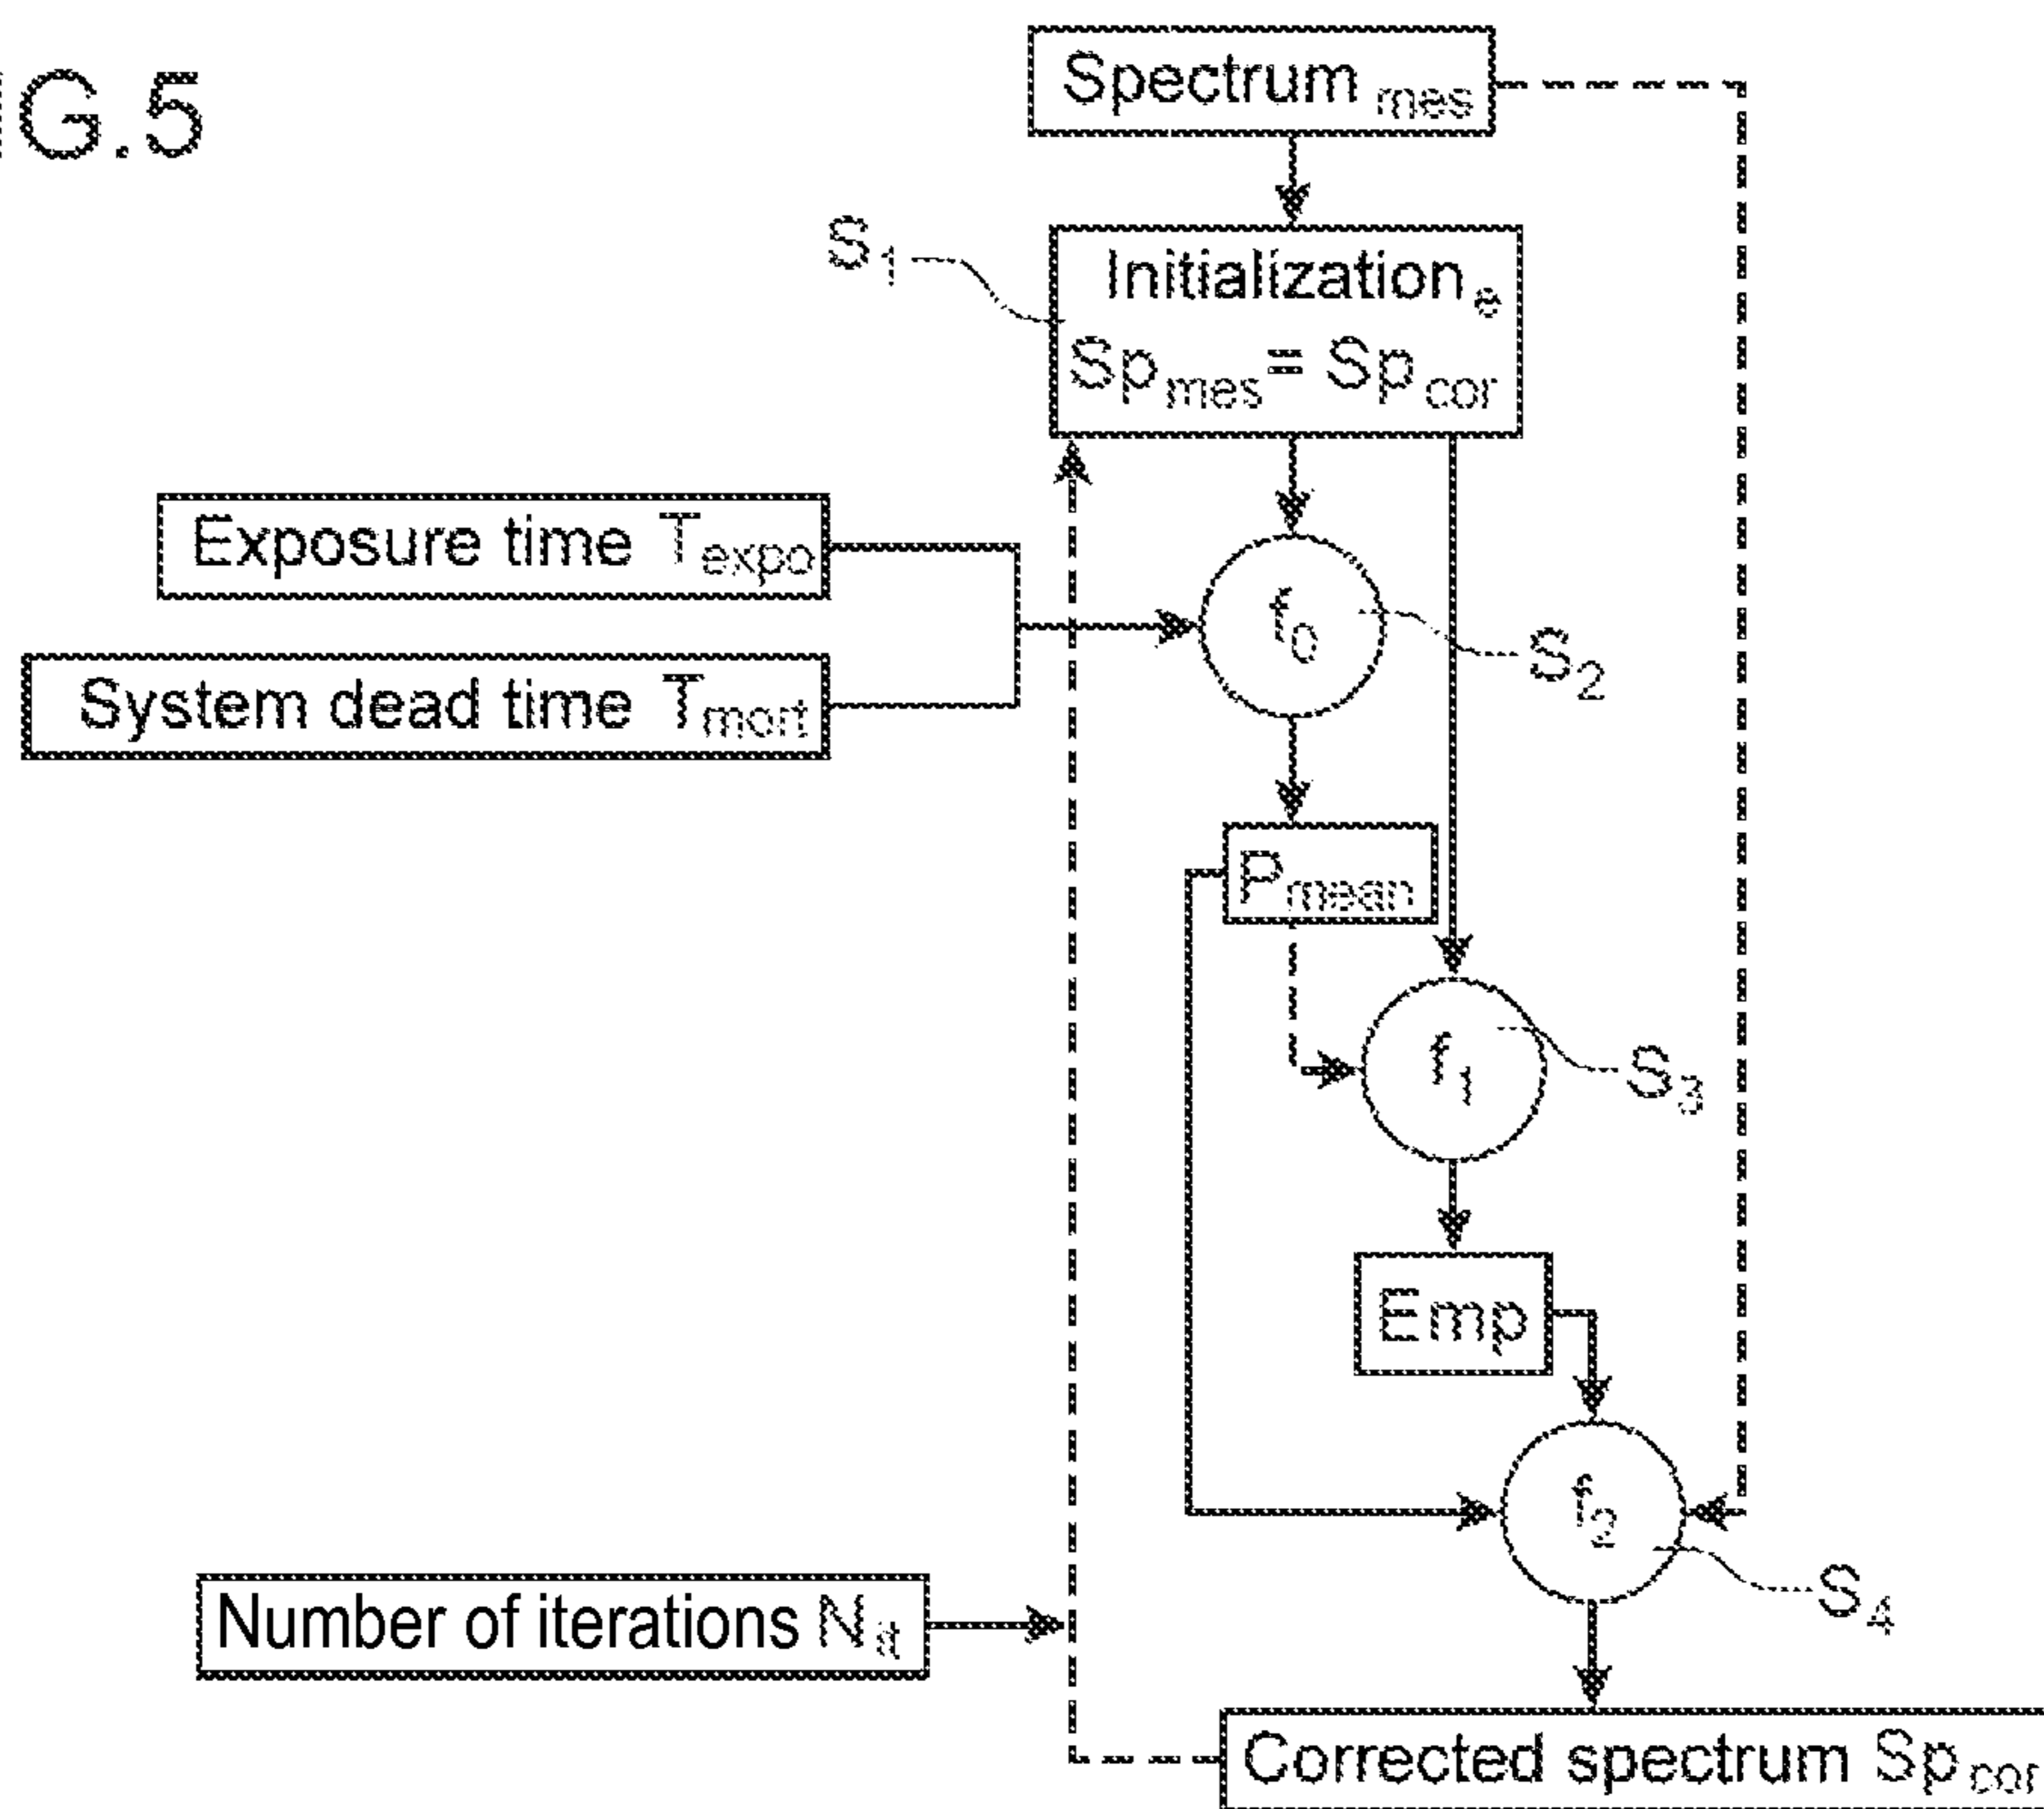 G.5
Spectrum mes
S1
Initialization e
Sp mes = Sp cor
Exposure time T expo
f0
S2
System dead time T mort
P mean
f1
S3
Emp
f2
S4
Number of iterations N it
Corrected spectrum Sp cor